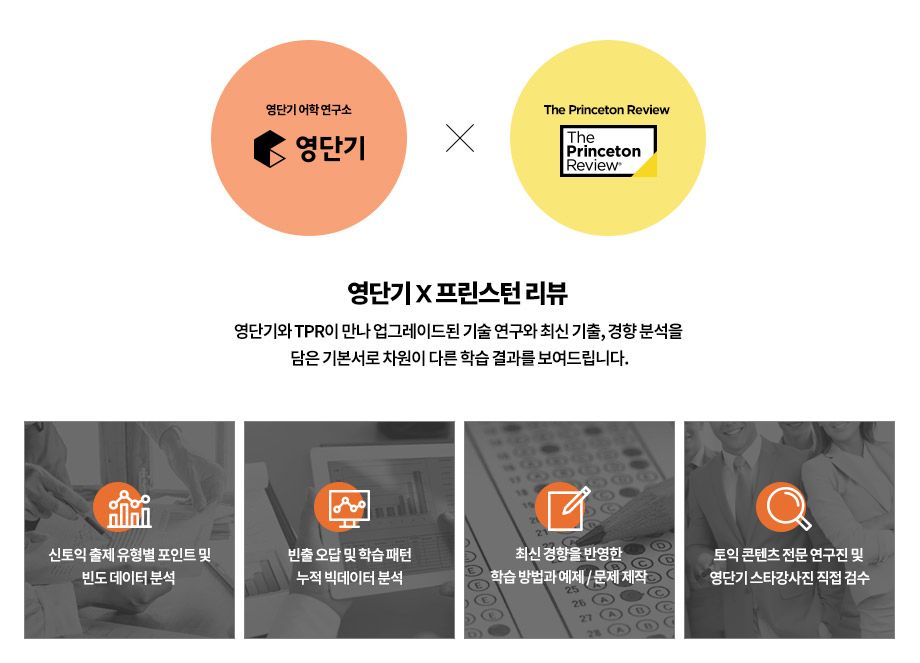 영단기 어학 연구소
영단기
The Princeton Review
The
Princeton
Review®
영단기 X 프린스턴 리뷰
영단기와 TPR이 만나 업그레이드된 기술 연구와 최신 기출, 경향 분석을
담은 기본서로 차원이 다른 학습 결과를 보여드립니다.
신토익 출제 유형별 포인트 및
빈도 데이터 분석
빈출 오답 및 학습 패턴
누적 빅데이터 분석
최신 경향을 반영한
학습 방법과 예제 / 문제 제작
토익 콘텐츠 전문 연구진 및
영단기 스타강사진 직접 검수